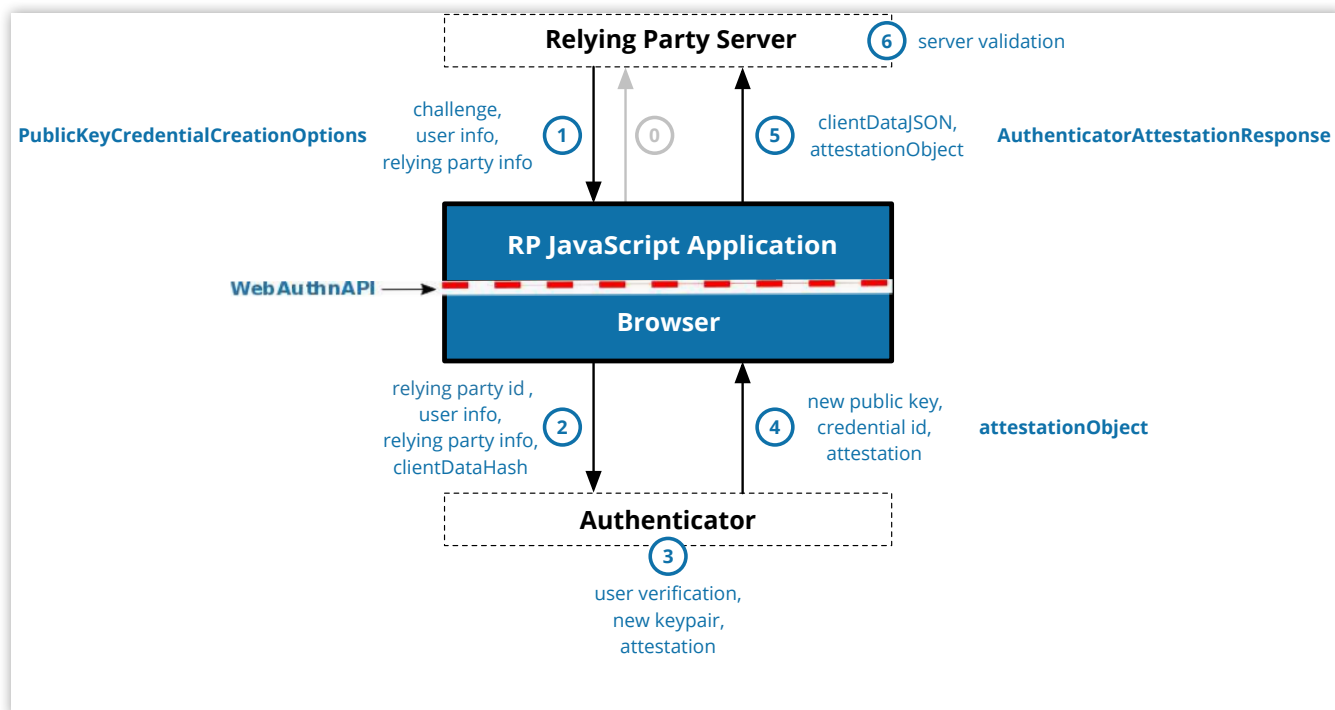 Relying Party Server
6
server validation
PublicKeyCredentialCreationOptions
challenge,
user info,
relying party info
1
0
5
clientDataJSON,
attestationObject
AuthenticatorAttestationResponse
RP JavaScript Application
WebAuthnAPI
Browser
relying party id ,
user info,
relying party info,
clientDataHash
2
4
new public key,
credential id,
attestation
attestationObject
Authenticator
3
user verification,
new keypair,
attestation